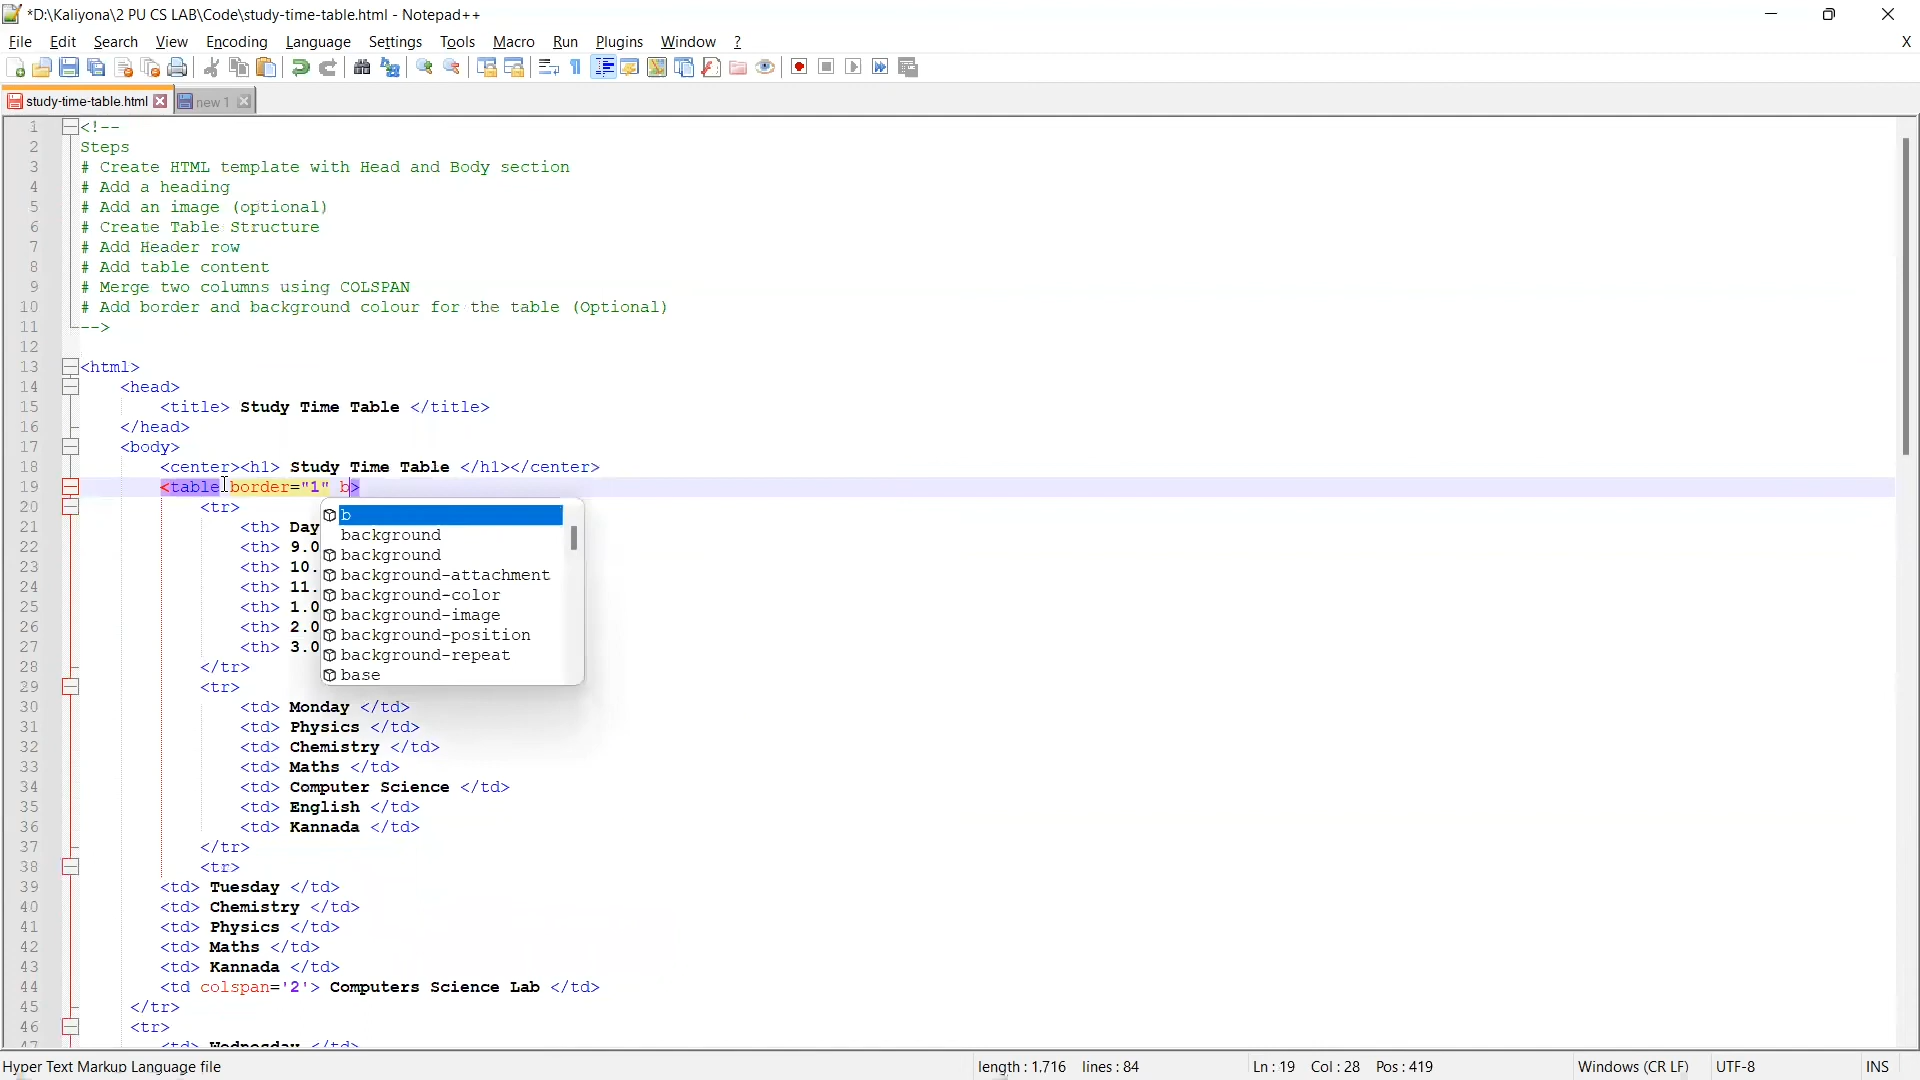 *D:\Kaliyona\2 PU CS LAB\Code\study-time-table.html - Notepad++
File Edit Search View Encoding Language Settings Tools Macro Run Plugins Window ? X
study-time-table.html new 1
1 <!--
2 Steps
3 # Create HTML template with Head and Body section
4 # Add a heading
5 # Add an image (optional)
6 # Create Table Structure
7 # Add Header row
8 # Add table content
9 # Merge two columns using COLSPAN
10 # Add border and background colour for the table (Optional)
11 -->
12
13 <html>
14 <head>
15 <title> Study Time Table </title>
16 </head>
17 <body>
18 <center><h1> Study Time Table </h1></center>
19 <table border="1" b>
20 <tr>
21 <th> Day
22 <th> 9.0
23 <th> 10.
24 <th> 11.
25 <th> 1.0
26 <th> 2.0
27 <th> 3.0
b
background
background
background-attachment
background-color
background-image
background-position
background-repeat
base
28 </tr>
29 <tr>
30 <td> Monday </td>
31 <td> Physics </td>
32 <td> Chemistry </td>
33 <td> Maths </td>
34 <td> Computer Science </td>
35 <td> English </td>
36 <td> Kannada </td>
37 </tr>
38 <tr>
39 <td> Tuesday </td>
40 <td> Chemistry </td>
41 <td> Physics </td>
42 <td> Maths </td>
43 <td> Kannada </td>
44 <td colspan='2'> Computers Science Lab </td>
45 </tr>
46 <tr>
47 <td> Wednesday </td>
Hyper Text Markup Language file length : 1,716 lines : 84 Ln : 19 Col : 28 Pos : 419 Windows (CR LF) UTF-8 INS